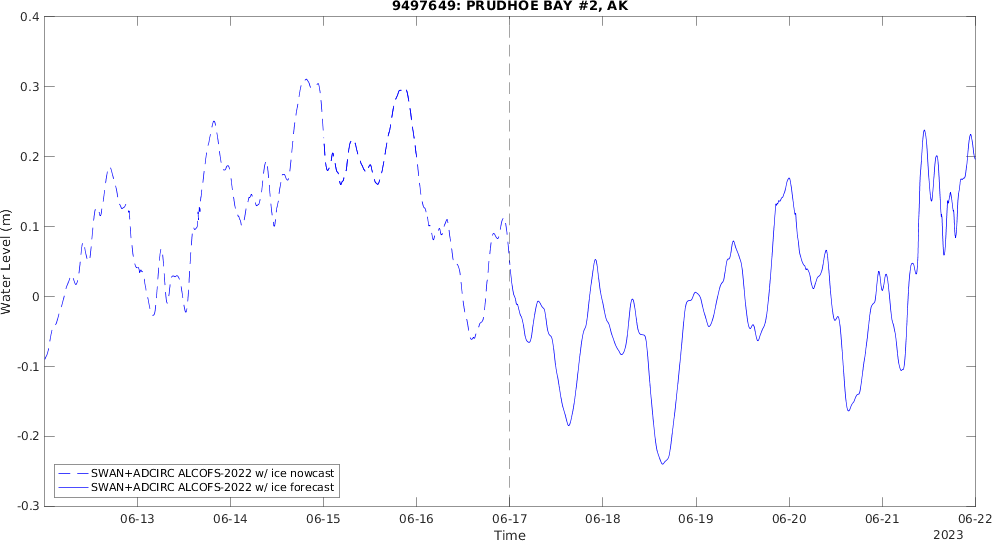 9497649: PRUDHOE BAY #2, AK
0.4
0.3
0.2
0.1
0
-0.1
-0.2
-0.3
Water Level (m)
SWAN+ADCIRC ALCOFS-2022 w/ ice nowcast
SWAN+ADCIRC ALCOFS-2022 w/ ice forecast
06-13 06-14 06-15 06-16 06-17 06-18 06-19 06-20 06-21 06-22
Time
2023